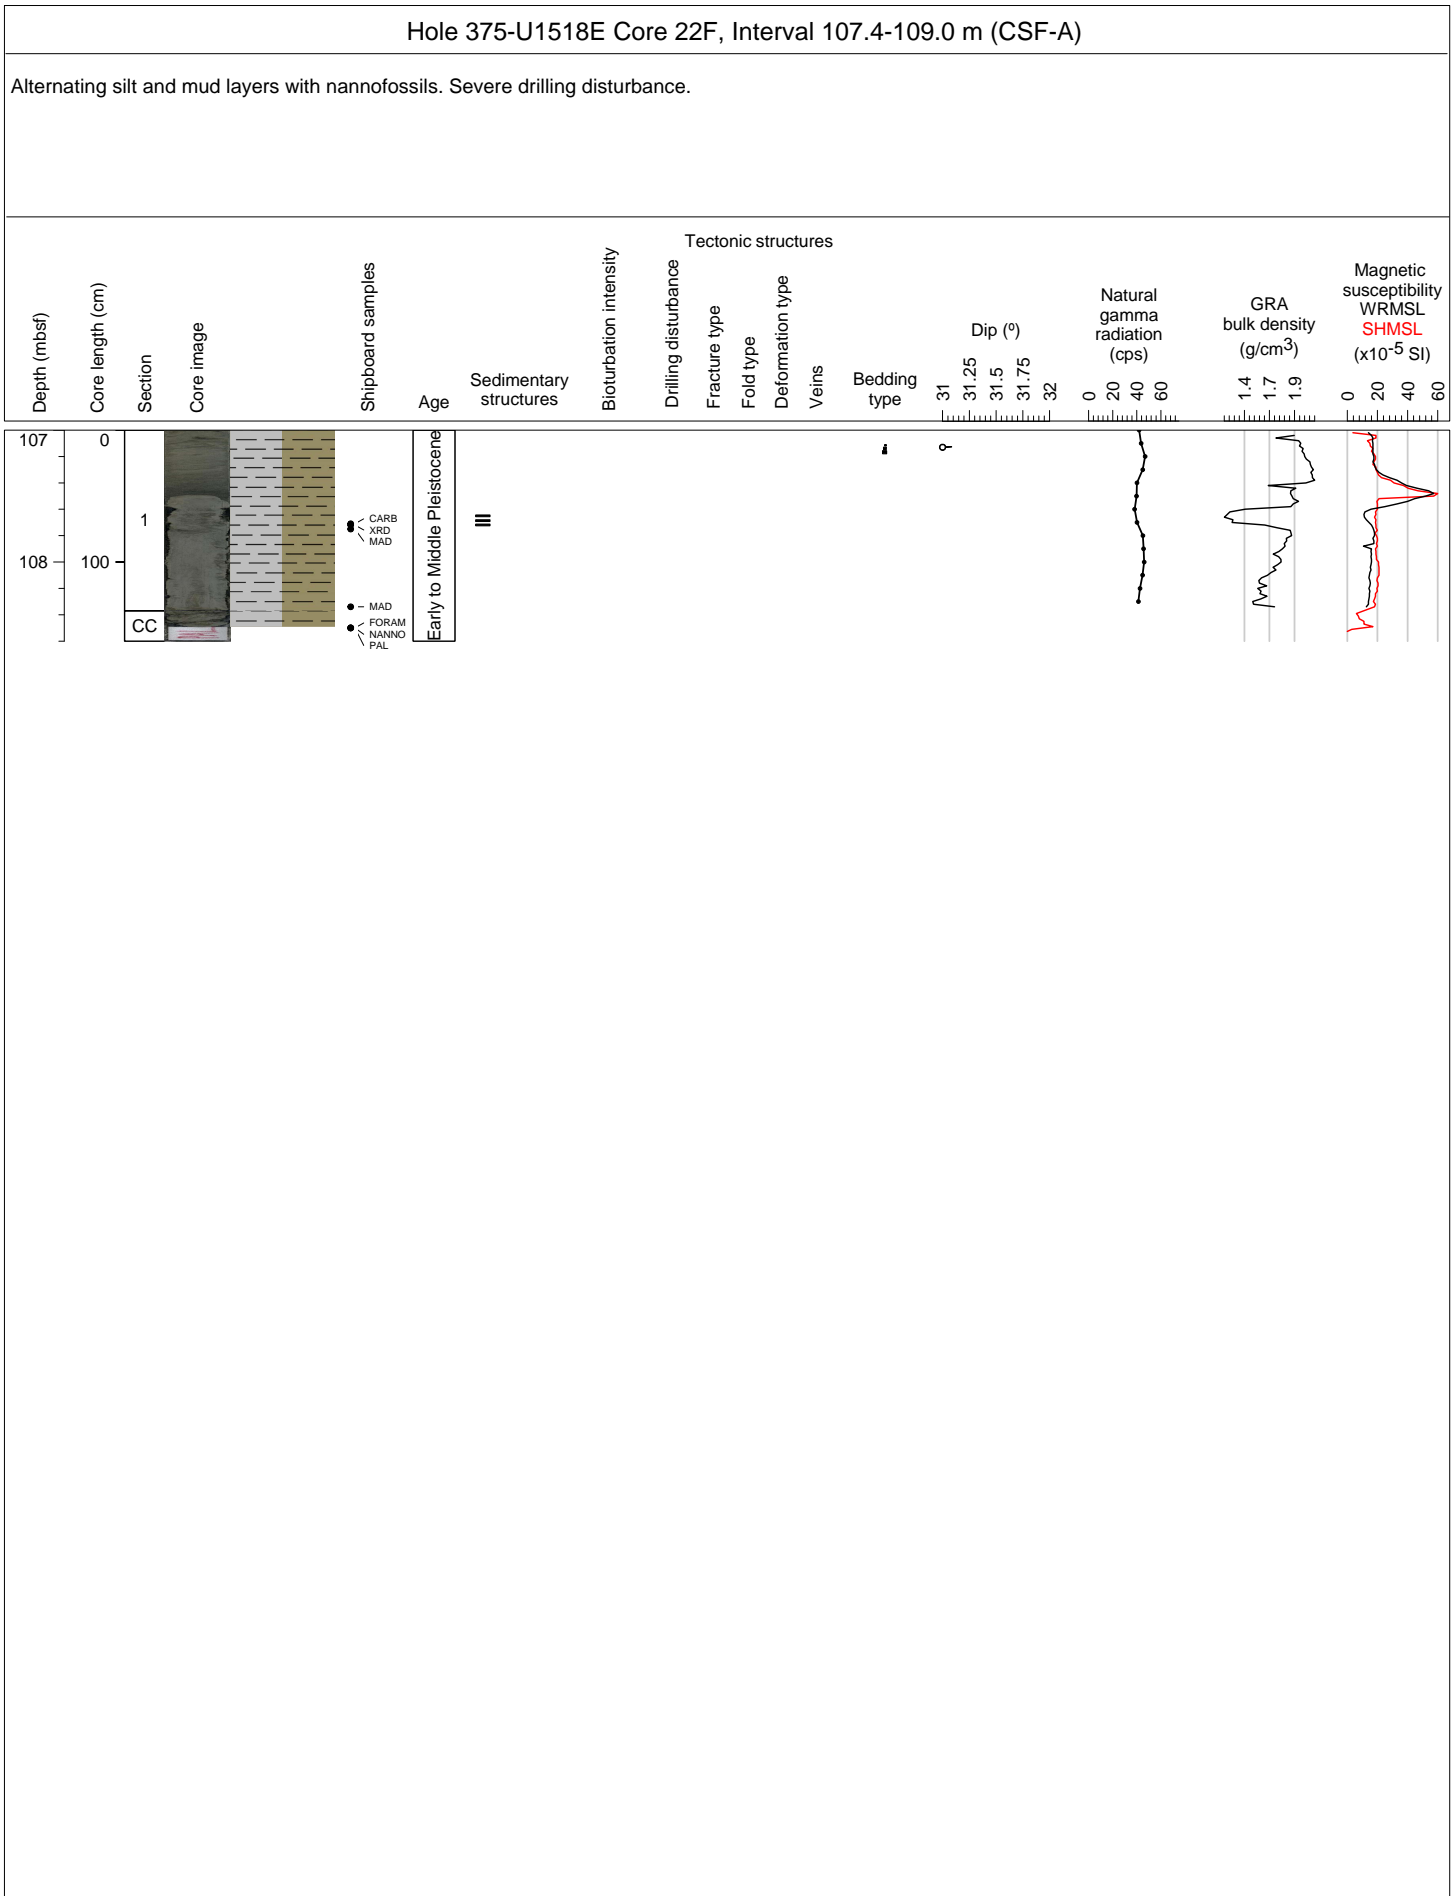 Hole 375-U1518E Core 22F, Interval 107.4-109.0 m (CSF-A)
Alternating silt and mud layers with nannofossils. Severe drilling disturbance.
Depth (mbsf)
Core length (cm)
Section
Core image
Shipboard samples
Age
Sedimentary
structures
Bioturbation intensity
Drilling disturbance
Tectonic structures
Fracture type
Fold type
Deformation type
Veins
Bedding
type
Dip (º)
31 31.25 31.5 31.75 32
Natural
gamma
radiation
(cps)
0 20 40 60
GRA
bulk density
(g/cm3)
1.4 1.7 1.9
Magnetic
susceptibility
WRMSL
SHMSL
(x10-5 SI)
0 20 40 60
107
108
0
100
1
CC
CARB
XRD
MAD
MAD
FORAM
NANNO
PAL
Early to Middle Pleistocene